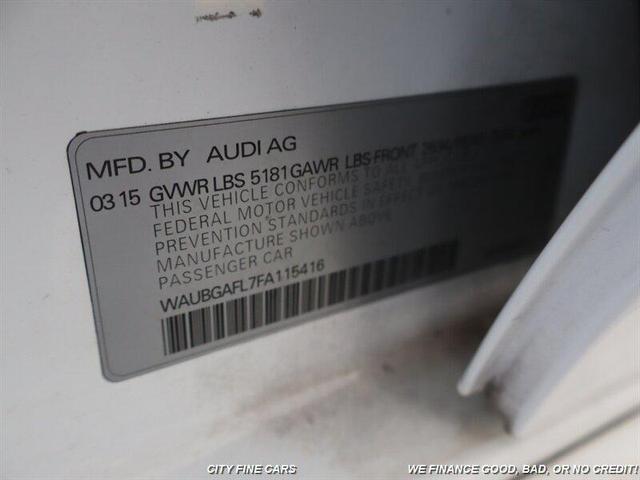 MFD. BY AUDI AG
03 15 GVWR LBS 5181 GAWR LBS FRONT
THIS VEHICLE CONFORMS TO ALL
FEDERAL MOTOR VEHICLE SAFETY
PREVENTION STANDARDS IN EFFECT
MANUFACTURE SHOWN ABOVE
PASSENGER CAR
WAUBGAFL7FA115416
CITY FINE CARS
WE FINANCE GOOD, BAD, OR NO CREDIT!